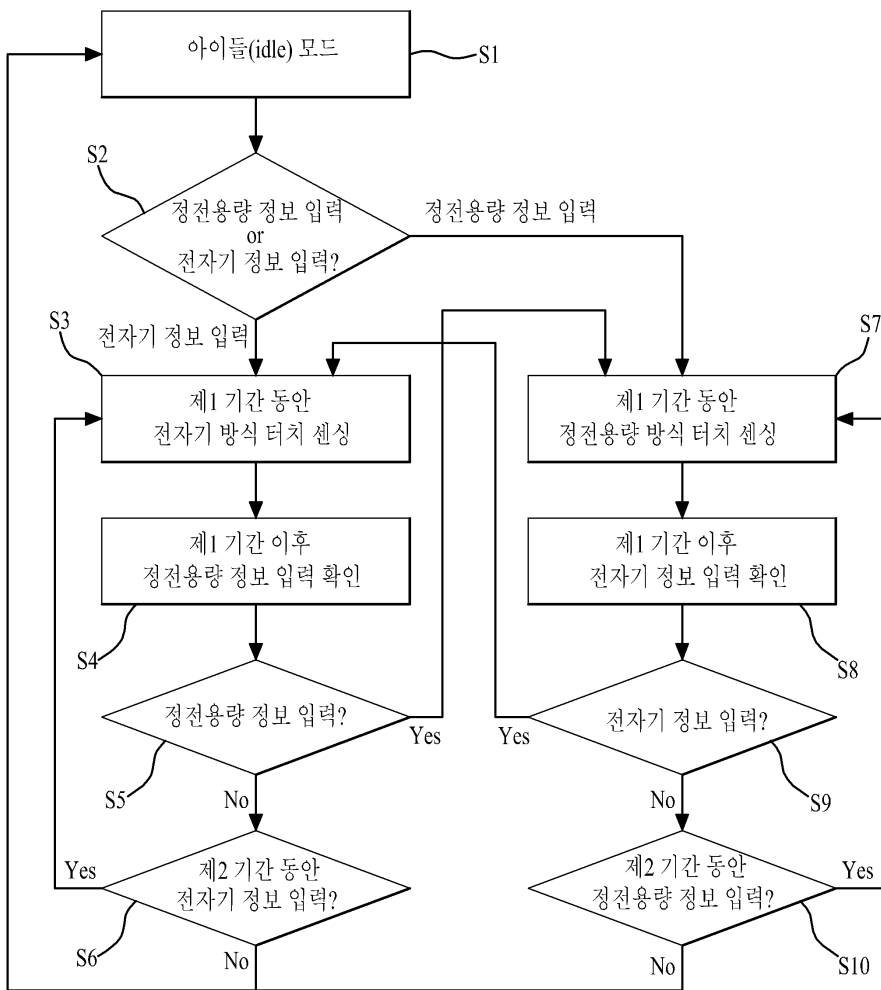 아이들(idle) 모드
S1
S2
정전용량 정보 입력
or
전자기 정보 입력?
정전용량 정보 입력
S3
전자기 정보 입력
S7
제1 기간 동안
전자기 방식 터치 센싱
제1 기간 동안
정전용량 방식 터치 센싱
제1 기간 이후
정전용량 정보 입력 확인
제1 기간 이후
전자기 정보 입력 확인
S4
S8
정전용량 정보 입력?
Yes
Yes
전자기 정보 입력?
S5
No
No
S9
Yes
제2 기간 동안
전자기 정보 입력?
제2 기간 동안
정전용량 정보 입력?
Yes
S6
No
No
S10